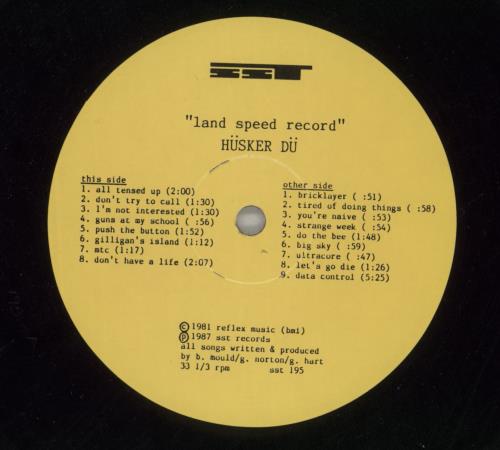 SST
"land speed record"
HÜSKER DÜ
this side
1. all tensed up (2:00)
2. don't try to call (1:30)
3. I'm not interested (1:30)
4. guns at my school ( :56)
5. push the button (1:52)
6. gilligan's island (1:12)
7. mtc (1:17)
8. don't have a life (2:07)
other side
1. bricklayer ( :51)
2. tired of doing things ( :58)
3. you're naive ( :53)
4. strange week ( :54)
5. do the bee (1:48)
6. big sky ( :59)
7. ultracore ( :47)
8. let's go die (1:26)
9. data control (5:25)
Ⓒ 1981 reflex music (bmi)
Ⓟ 1987 sst records
all songs written & produced
by b. mould/g. norton/g. hart
33 1/3 rpm sst 195